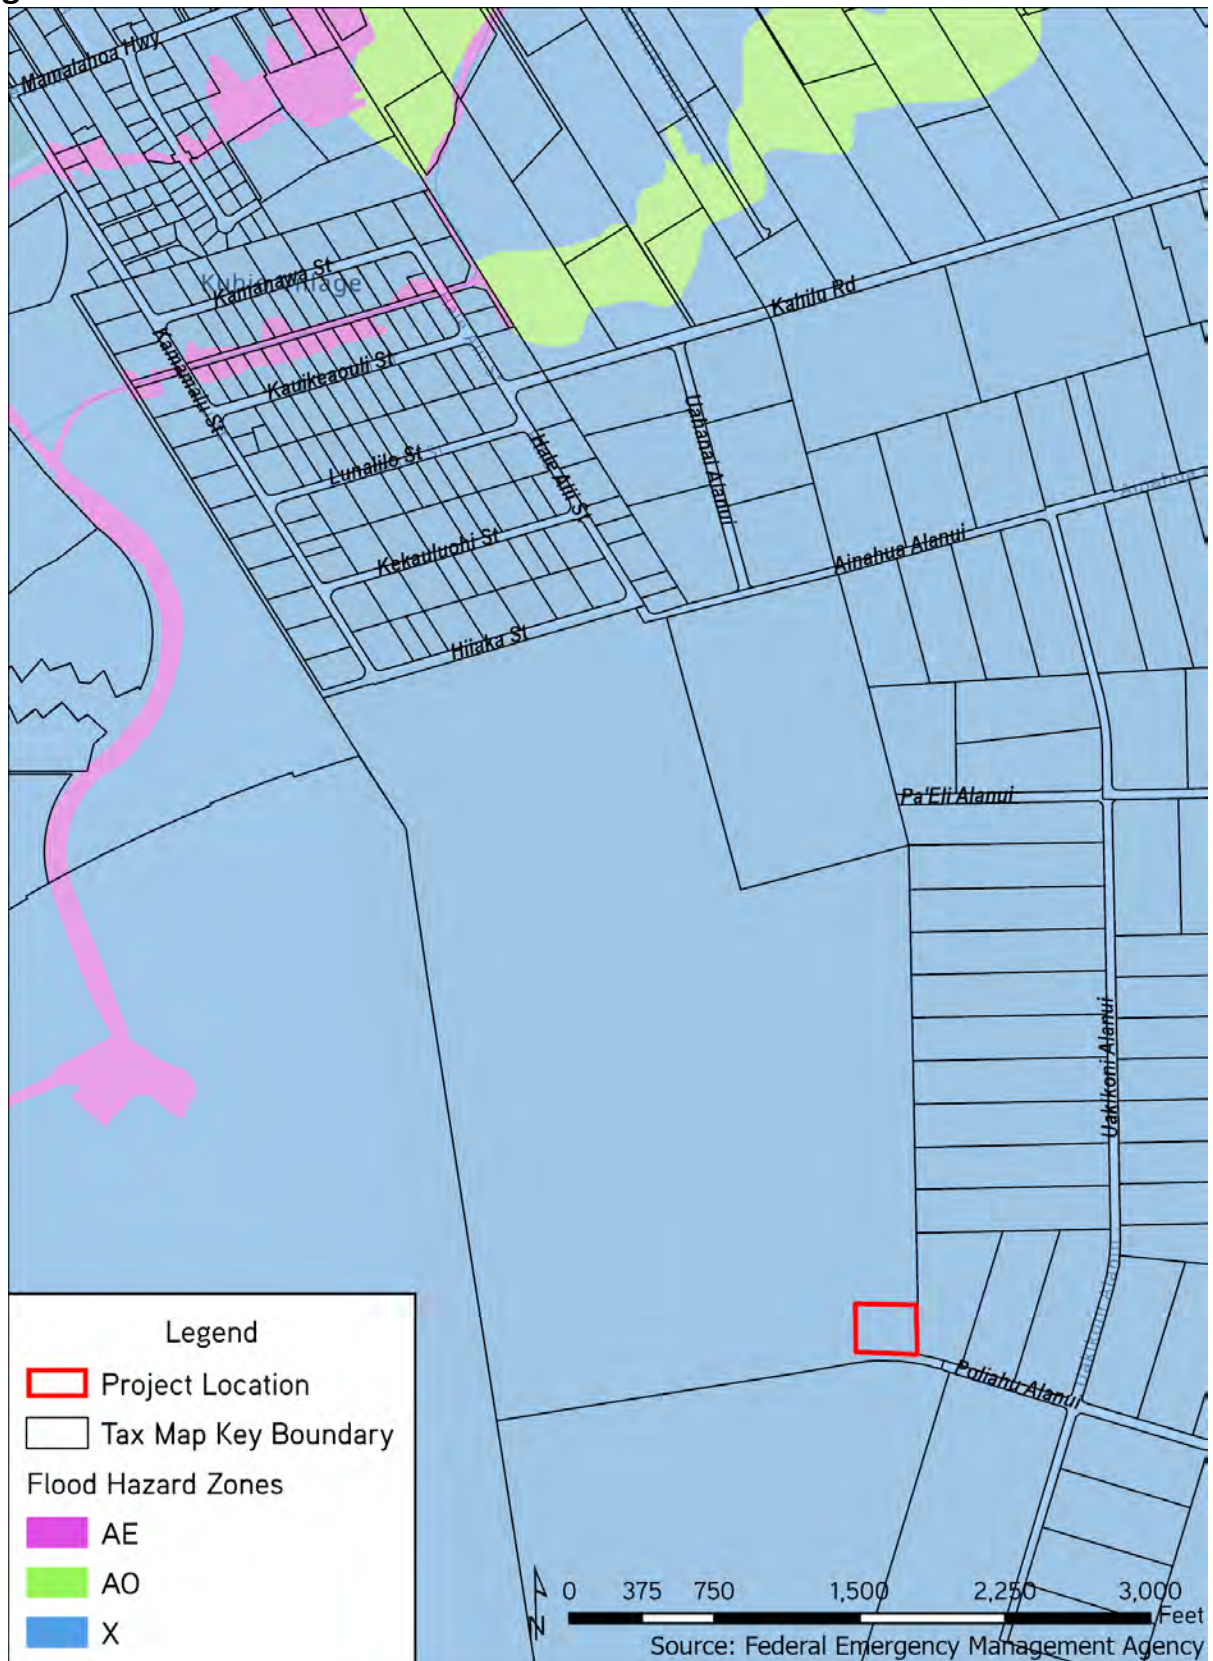 Mamalahoa Hwy
Kuhio Village
Kamanawa St
Kahilu Rd
Kamamalu St
Kauikeaouli St
Uahanai Alanui
Lunalilo St
Hale Alii St
Kekauluohi St
Ainahua Alanui
Hiiaka St
Pa'Eli Alanui
Uakikoni Alanui
Uakikoni Alanui
Poliahu Alanui
Legend
Project Location
Tax Map Key Boundary
Flood Hazard Zones
AE
AO
X
N
0 375 750 1,500 2,250 3,000
Feet
Source: Federal Emergency Management Agency